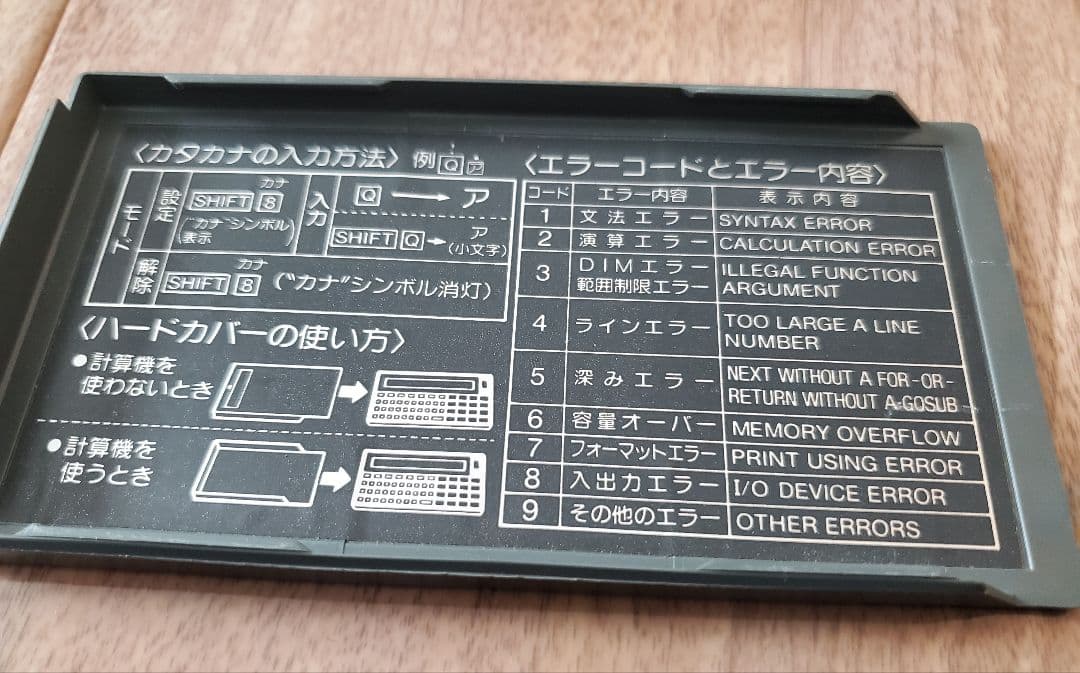 〈カタカナの入力方法〉 例 Q ア
モード 設定 カナ
SHIFT 8
("カナ"シンボル表示)
入力 Q → ア
SHIFT Q → ア
(小文字)
解除 カナ
SHIFT 8 ("カナ"シンボル消灯)
〈ハードカバーの使い方〉
●計算機を
使わないとき
●計算機を
使うとき
〈エラーコードとエラー内容〉
コード エラー内容 表示内容
1 文法エラー SYNTAX ERROR
2 演算エラー CALCULATION ERROR
3 DIMエラー ILLEGAL FUNCTION
範囲制限エラー ARGUMENT
4 ラインエラー TOO LARGE A LINE
NUMBER
5 深みエラー NEXT WITHOUT A FOR-OR-
RETURN WITHOUT A-GOSUB
6 容量オーバー MEMORY OVERFLOW
7 フォーマットエラー PRINT USING ERROR
8 入出力エラー I/O DEVICE ERROR
9 その他のエラー OTHER ERRORS